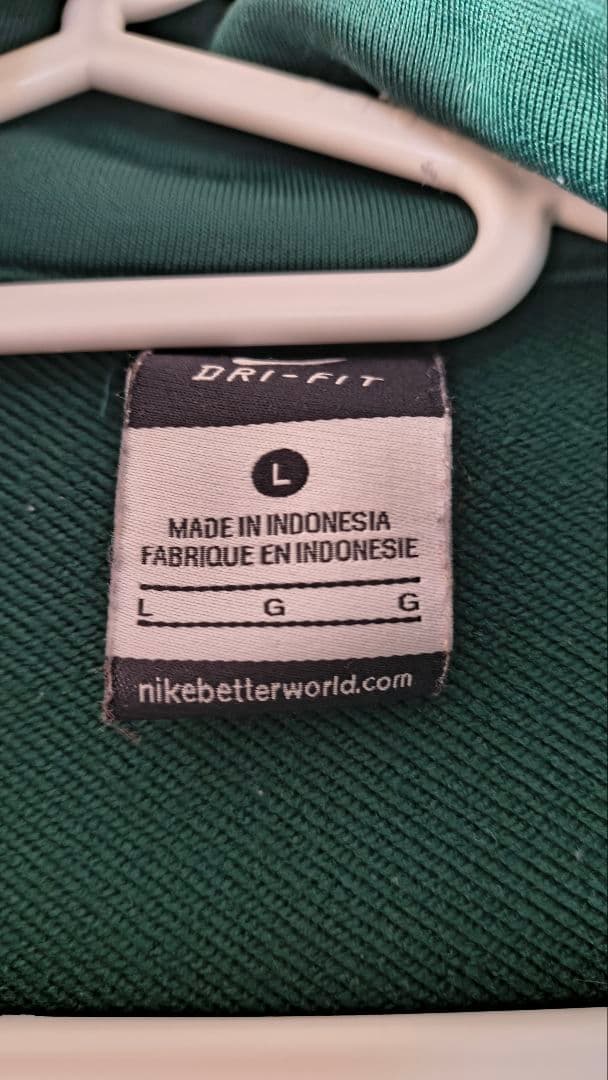 DRI-FIT
L
MADE IN INDONESIA
FABRIQUE EN INDONESIE
L G G
nikebetterworld.com